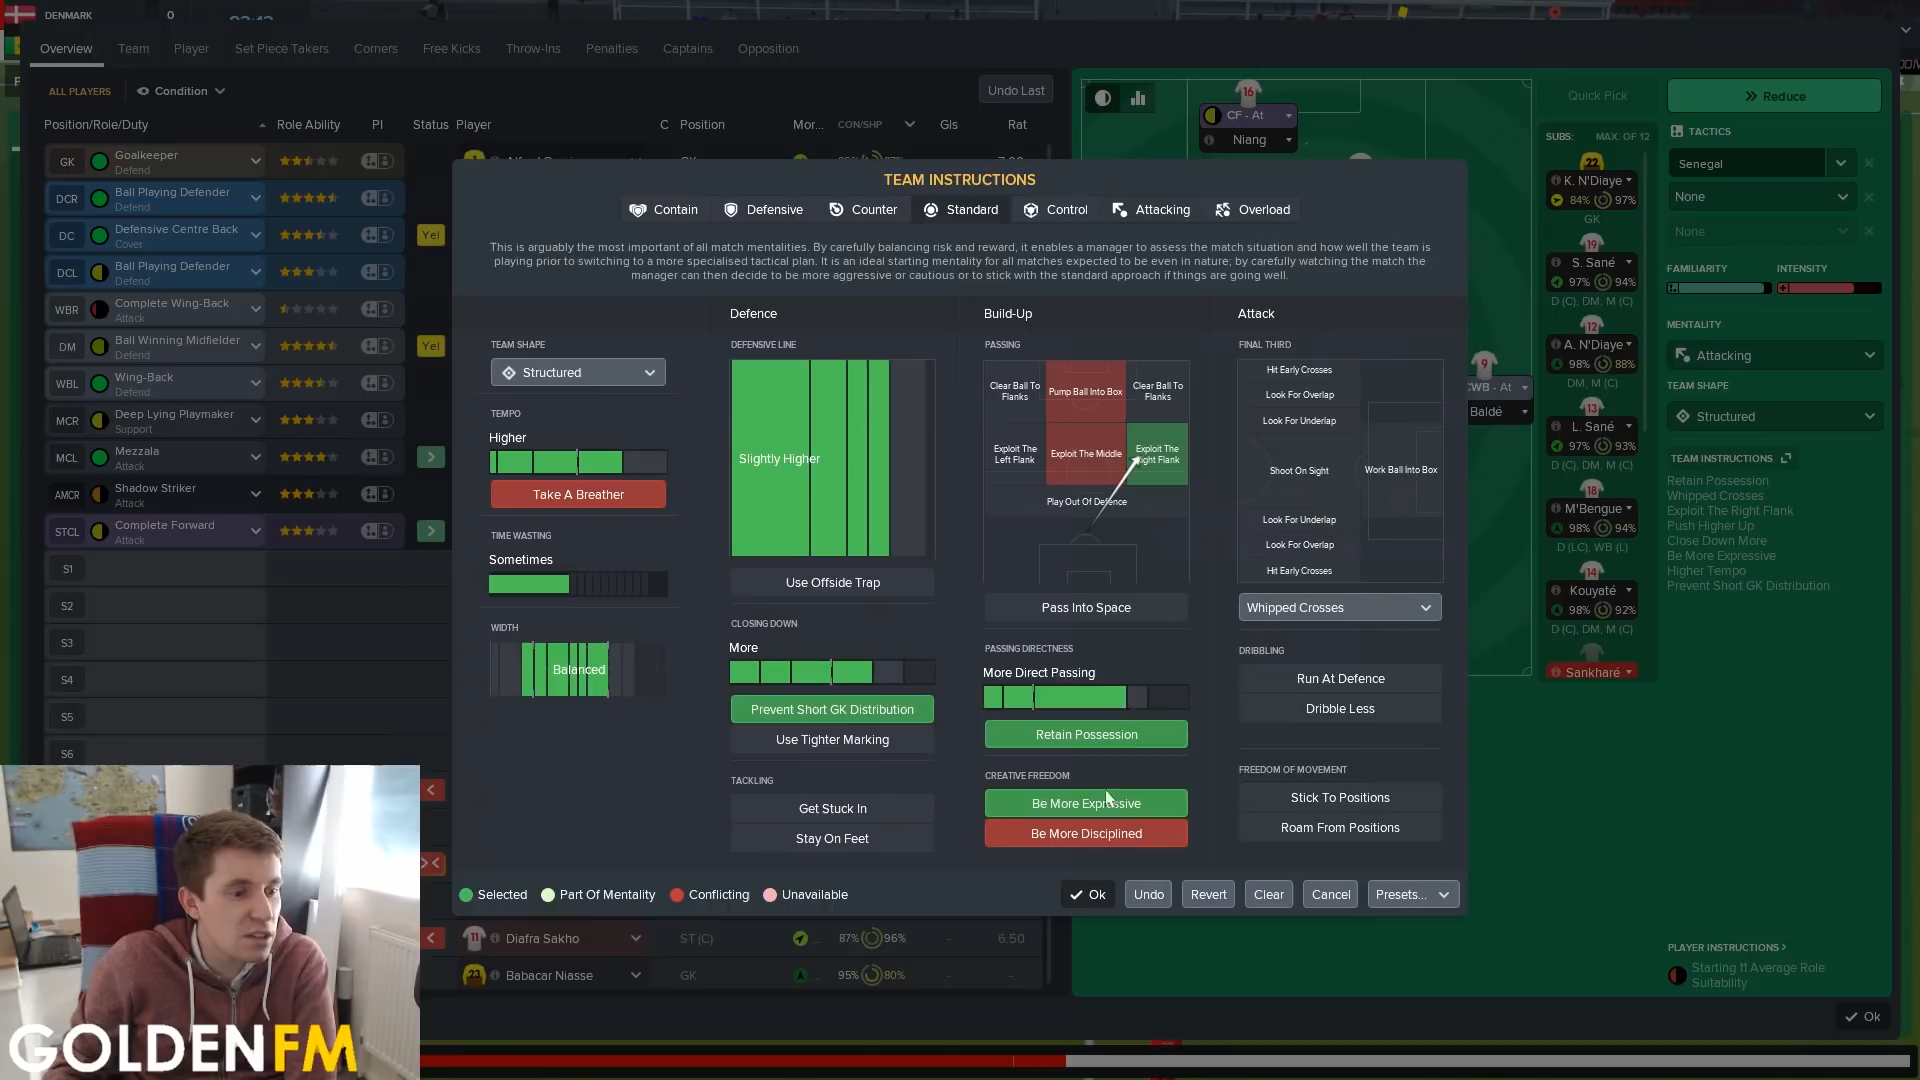 DENMARK 0
Overview Team Player Set Piece Takers Corners Free Kicks Throw-Ins Penalties Captains Opposition
ALL PLAYERS Condition Undo Last
Position/Role/Duty Role Ability PI Status Player C Position Mor... CON/SHP Gls Rat
GK Goalkeeper
Defend
DCR Ball Playing Defender
Defend
DC Defensive Centre Back Yel
Cover
DCL Ball Playing Defender
Defend
WBR Complete Wing-Back
Attack
DM Ball Winning Midfielder Yel
Defend
WBL Wing-Back
Defend
MCR Deep Lying Playmaker
Support
MCL Mezzala
Attack
AMCR Shadow Striker
Attack
STCL Complete Forward
Attack
S1
S2
S3
S4
S5
S6
TEAM INSTRUCTIONS
Contain Defensive Counter Standard Control Attacking Overload
This is arguably the most important of all match mentalities. By carefully balancing risk and reward, it enables a manager to assess the match situation and how well the team is
playing prior to switching to a more specialised tactical plan. It is an ideal starting mentality for all matches expected to be even in nature; by carefully watching the match the
manager can then decide to be more aggressive or cautious or to stick with the standard approach if things are going well.
TEAM SHAPE
Structured
TEMPO
Higher
Take A Breather
TIME WASTING
Sometimes
WIDTH
Balanced
Defence
DEFENSIVE LINE
Slightly Higher
Use Offside Trap
CLOSING DOWN
More
Prevent Short GK Distribution
Use Tighter Marking
TACKLING
Get Stuck In
Stay On Feet
Build-Up
PASSING
Clear Ball To Flanks Pump Ball Into Box Clear Ball To Flanks
Exploit The Left Flank Exploit The Middle Exploit The Right Flank
Play Out Of Defence
Pass Into Space
PASSING DIRECTNESS
More Direct Passing
Retain Possession
CREATIVE FREEDOM
Be More Expressive
Be More Disciplined
Attack
FINAL THIRD
Hit Early Crosses
Look For Overlap
Look For Underlap
Shoot On Sight Work Ball Into Box
Look For Underlap
Look For Overlap
Hit Early Crosses
Whipped Crosses
DRIBBLING
Run At Defence
Dribble Less
FREEDOM OF MOVEMENT
Stick To Positions
Roam From Positions
Selected Part Of Mentality Conflicting Unavailable Ok Undo Revert Clear Cancel Presets...
11 Diafra Sakho ST (C) 87% 96% - 6.50
23 Babacar Niasse GK 95% 80% - -
16
CF - At
Niang
9
CWB - At
Baldé
Quick Pick
SUBS: MAX. OF 12
22
K. N'Diaye
84% 97%
GK
19
S. Sané
97% 94%
D (C), DM, M (C)
12
A. N'Diaye
98% 88%
DM, M (C)
13
L. Sané
97% 93%
D (C), DM, M (C)
18
M'Bengue
98% 94%
D (LC), WB (L)
14
Kouyaté
98% 92%
D (C), DM, M (C)
Sankharé
Reduce
TACTICS
Senegal
None
None
FAMILIARITY INTENSITY
MENTALITY
Attacking
TEAM SHAPE
Structured
TEAM INSTRUCTIONS
Retain Possession
Whipped Crosses
Exploit The Right Flank
Push Higher Up
Close Down More
Be More Expressive
Higher Tempo
Prevent Short GK Distribution
PLAYER INSTRUCTIONS >
Starting 11 Average Role
Suitability
Ok
GOLDENFM